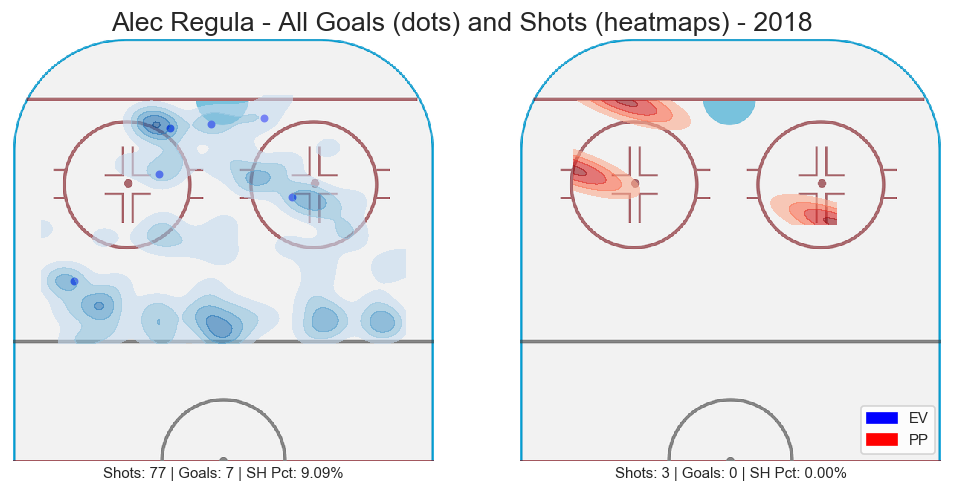 Alec Regula - All Goals (dots) and Shots (heatmaps) - 2018
EV
PP
Shots: 77 | Goals: 7 | SH Pct: 9.09%
Shots: 3 | Goals: 0 | SH Pct: 0.00%